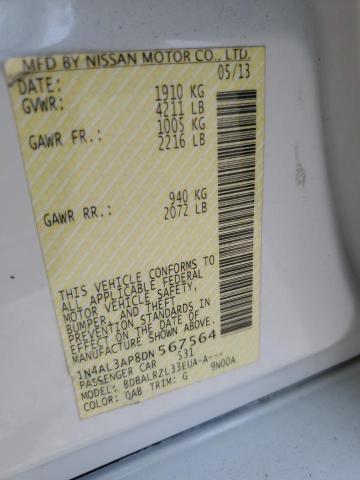 MFD BY NISSAN MOTOR CO., LTD.
DATE: 05/13
GVWR: 1910 KG
4211 LB
GAWR FR.: 1005 KG
2216 LB
GAWR RR.: 940 KG
2072 LB
THIS VEHICLE CONFORMS TO
ALL APPLICABLE FEDERAL
MOTOR VEHICLE SAFETY,
BUMPER, AND THEFT
PREVENTION STANDARDS IN
EFFECT ON THE DATE OF
MANUFACTURE SHOWN ABOVE.
1N4AL3AP8DN 567564
PASSENGER CAR S31
MODEL: BDBALRZL33EUA-A---
COLOR: QAB TRIM: G 9N00A